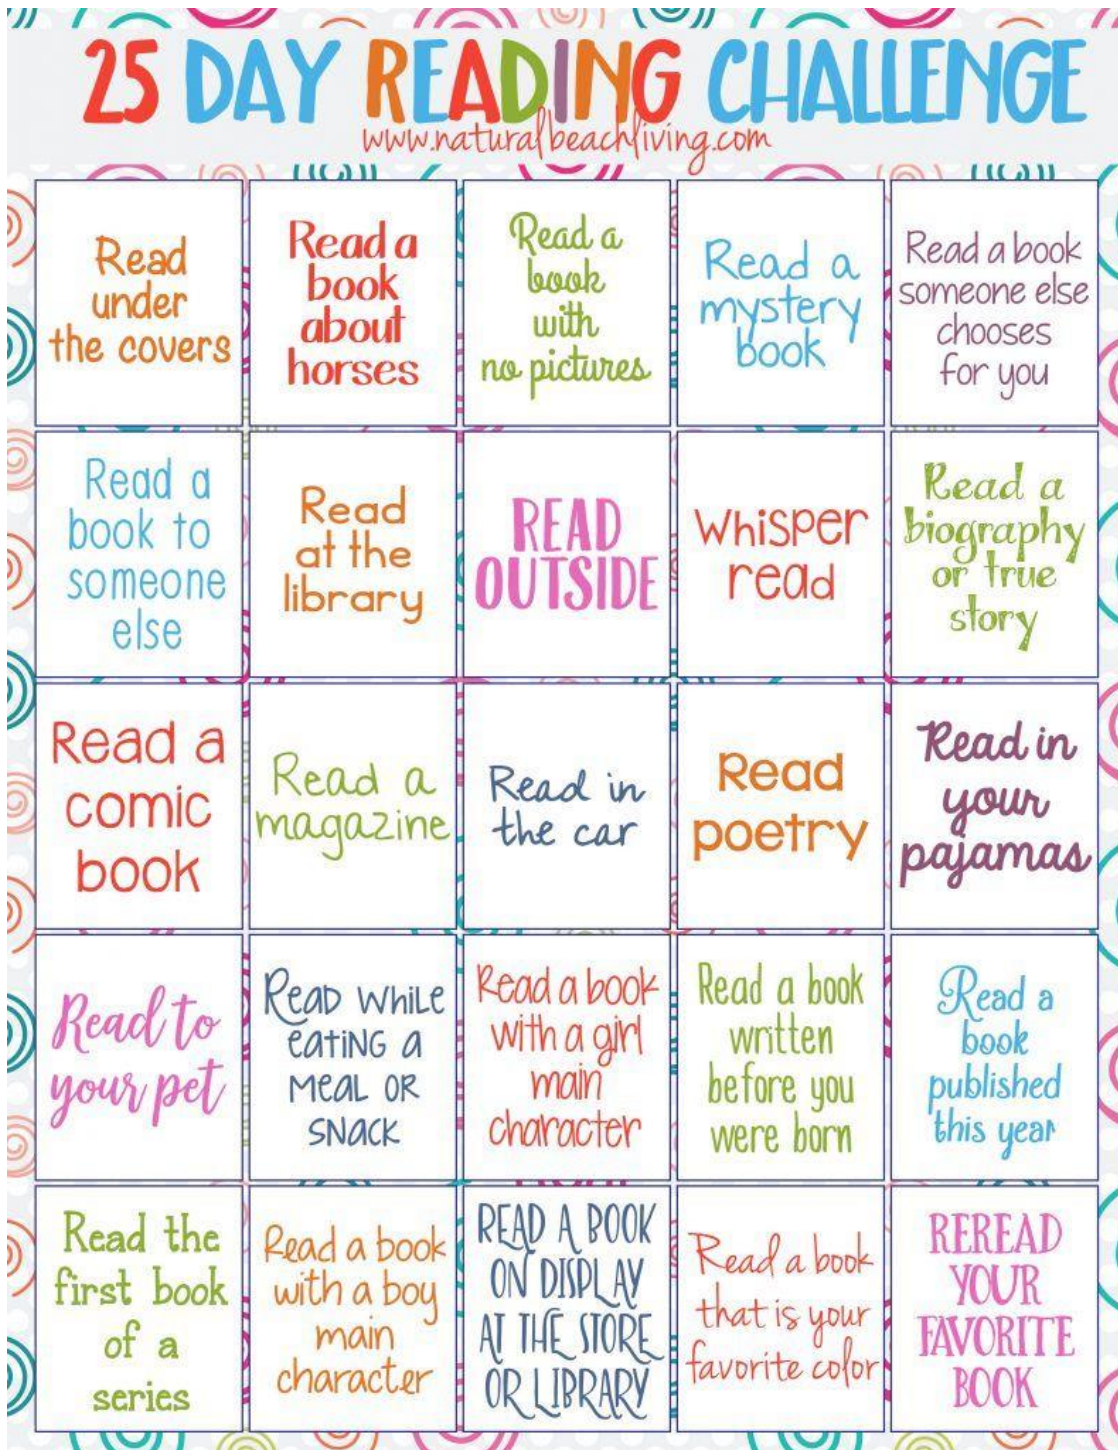 25 DAY READING CHALLENGE
www.naturalbeachliving.com
Read
under
the covers
Read a
book
about
horses
Read a
book
with
no pictures
Read a
mystery
book
Read a book
someone else
chooses
for you
Read a
book to
someone
else
Read
at the
library
READ
OUTSIDE
Whisper
read
Read a
biography
or true
story
Read a
comic
book
Read a
magazine
Read in
the car
Read
poetry
Read in
your
pajamas
Read to
your pet
READ WHILE
EATING A
MEAL OR
SNACK
Read a book
with a girl
main
character
Read a book
written
before you
were born
Read a
book
published
this year
Read the
first book
of a
series
Read a book
with a boy
main
character
READ A BOOK
ON DISPLAY
AT THE STORE
OR LIBRARY
Read a book
that is your
favorite color
REREAD
YOUR
FAVORITE
BOOK